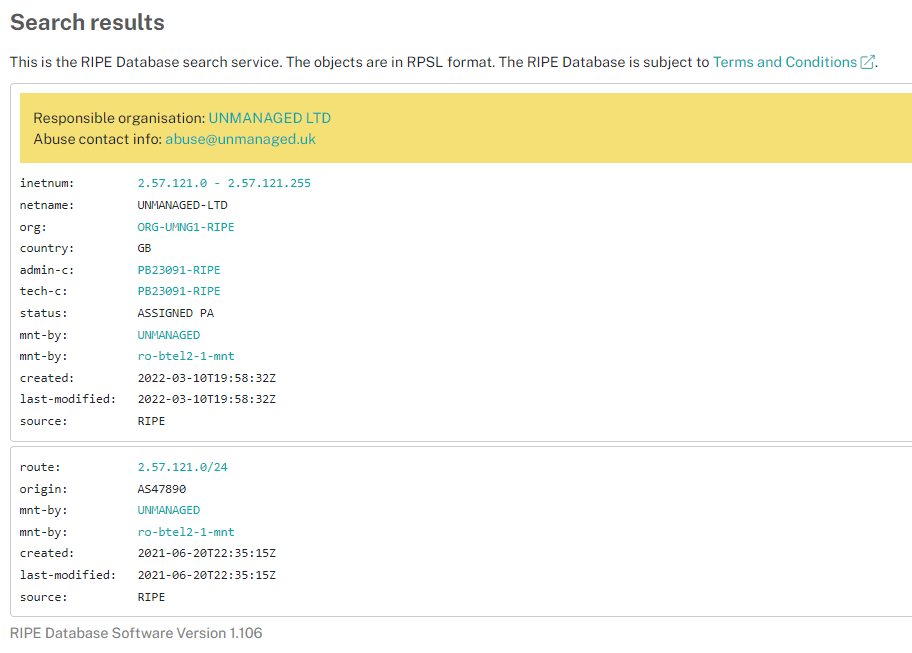 Search results
This is the RIPE Database search service. The objects are in RPSL format. The RIPE Database is subject to Terms and Conditions.
Responsible organisation: UNMANAGED LTD
Abuse contact info: abuse@unmanaged.uk
inetnum: 2.57.121.0 - 2.57.121.255
netname: UNMANAGED-LTD
org: ORG-UMNG1-RIPE
country: GB
admin-c: PB23091-RIPE
tech-c: PB23091-RIPE
status: ASSIGNED PA
mnt-by: UNMANAGED
mnt-by: ro-btel2-1-mnt
created: 2022-03-10T19:58:32Z
last-modified: 2022-03-10T19:58:32Z
source: RIPE
route: 2.57.121.0/24
origin: AS47890
mnt-by: UNMANAGED
mnt-by: ro-btel2-1-mnt
created: 2021-06-20T22:35:15Z
last-modified: 2021-06-20T22:35:15Z
source: RIPE
RIPE Database Software Version 1.106